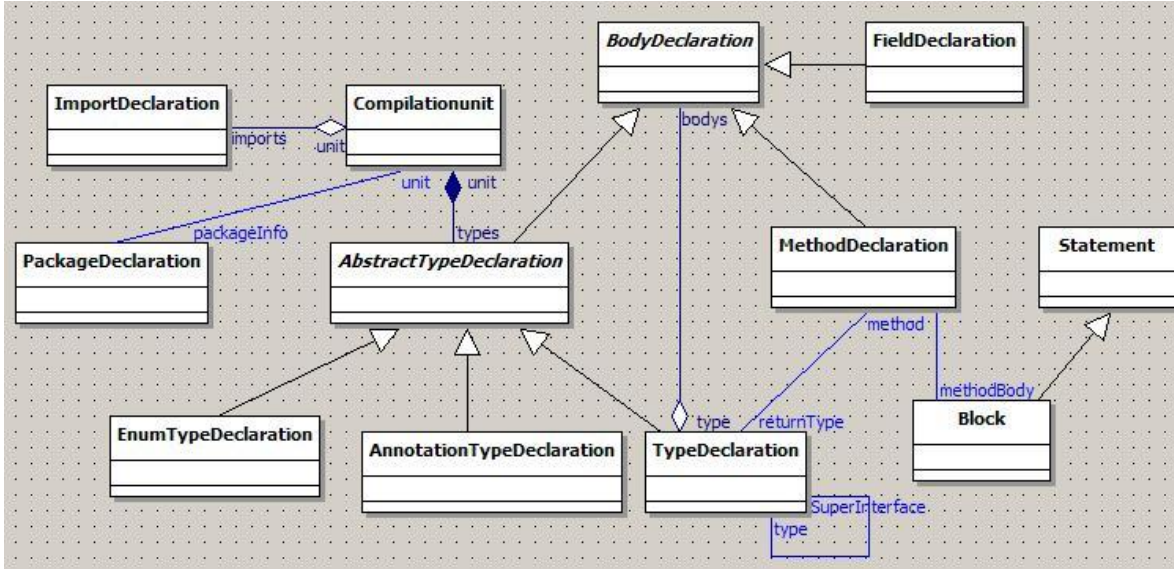 BodyDeclaration
FieldDeclaration
ImportDeclaration
Compilationunit
bodys
imports
unit
unit
unit
packageInfo
types
PackageDeclaration
AbstractTypeDeclaration
MethodDeclaration
Statement
method
methodBody
EnumTypeDeclaration
AnnotationTypeDeclaration
type
returnType
TypeDeclaration
Block
SuperInterface
type